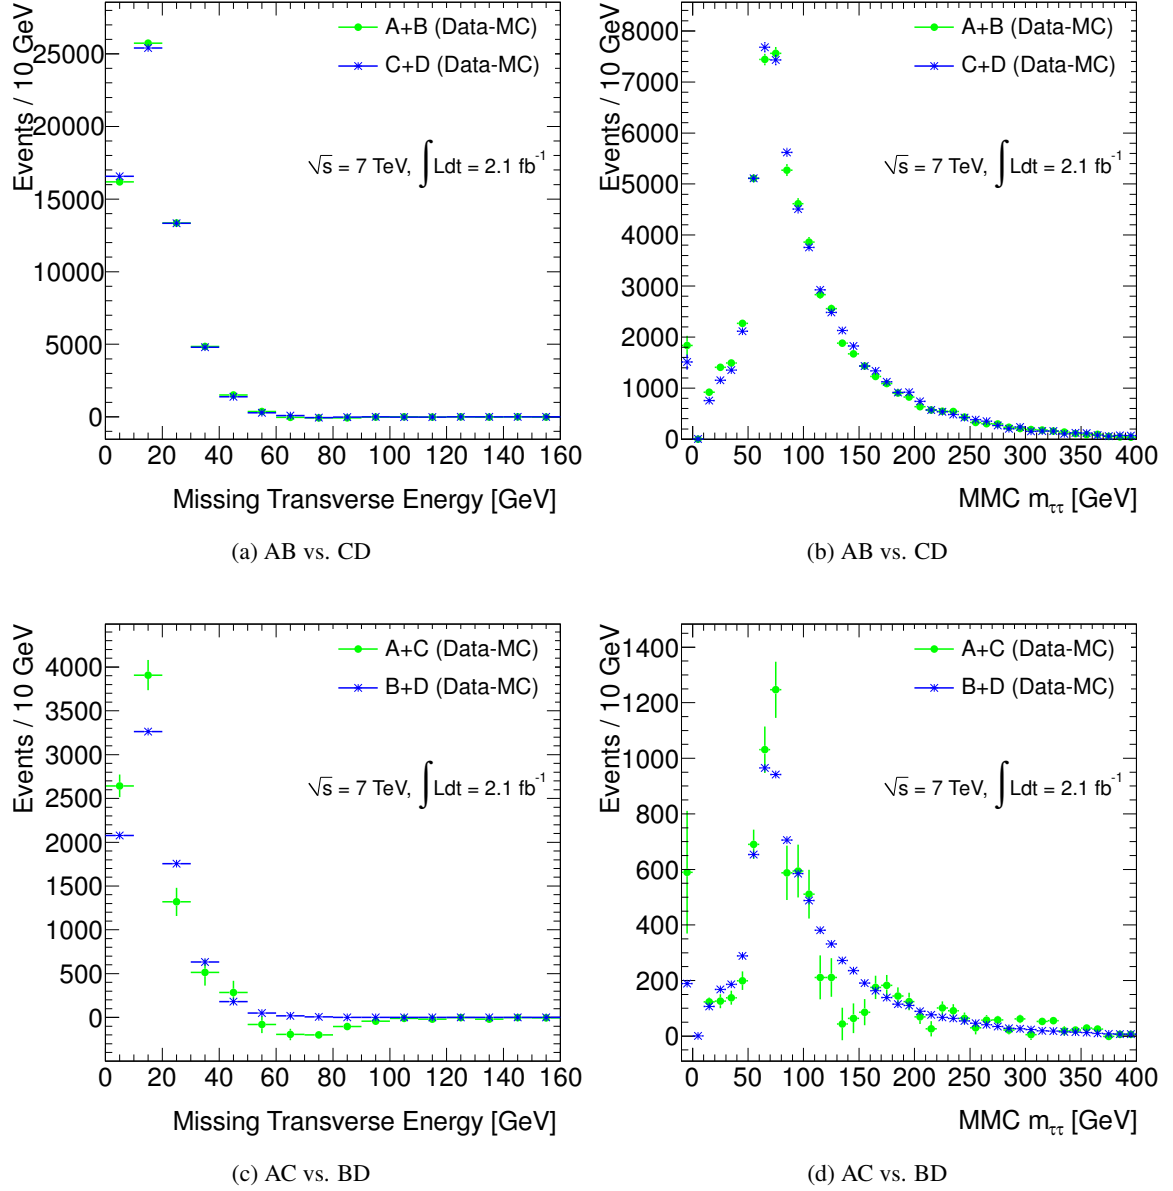 Events / 10 GeV
A+B (Data-MC)
C+D (Data-MC)
√s = 7 TeV, ∫Ldt = 2.1 fb⁻¹
25000
20000
15000
10000
5000
0
0 20 40 60 80 100 120 140 160
Missing Transverse Energy [GeV]
(a) AB vs. CD
Events / 10 GeV
A+B (Data-MC)
C+D (Data-MC)
√s = 7 TeV, ∫Ldt = 2.1 fb⁻¹
8000
7000
6000
5000
4000
3000
2000
1000
0
0 50 100 150 200 250 300 350 400
MMC mττ [GeV]
(b) AB vs. CD
Events / 10 GeV
A+C (Data-MC)
B+D (Data-MC)
√s = 7 TeV, ∫Ldt = 2.1 fb⁻¹
4000
3500
3000
2500
2000
1500
1000
500
0
0 20 40 60 80 100 120 140 160
Missing Transverse Energy [GeV]
(c) AC vs. BD
Events / 10 GeV
A+C (Data-MC)
B+D (Data-MC)
√s = 7 TeV, ∫Ldt = 2.1 fb⁻¹
1400
1200
1000
800
600
400
200
0
0 50 100 150 200 250 300 350 400
MMC mττ [GeV]
(d) AC vs. BD